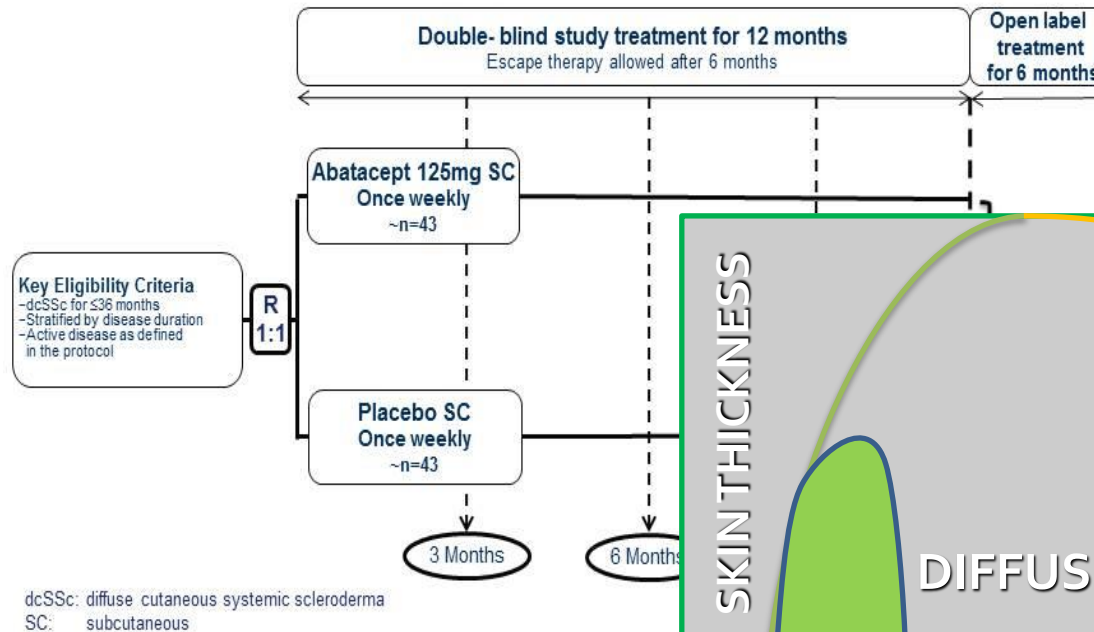 Double- blind study treatment for 12 months
Escape therapy allowed after 6 months
Open label
treatment
for 6 months
Abatacept 125mg SC
Once weekly
~n=43
Key Eligibility Criteria
–dcSSc for ≤36 months
–Stratified by disease duration
–Active disease as defined
in the protocol
R
1:1
Placebo SC
Once weekly
~n=43
3 Months
6 Months
SKIN THICKNESS
DIFFUS
dcSSc: diffuse cutaneous systemic scleroderma
SC: subcutaneous